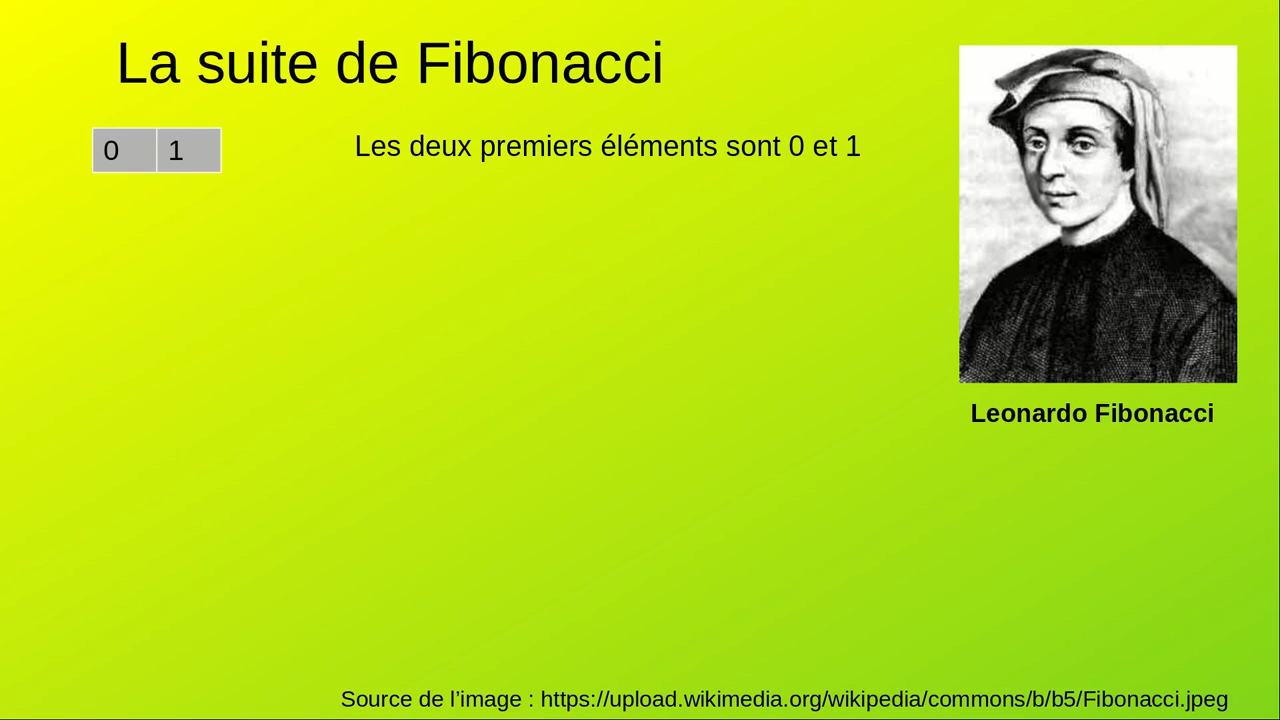 La suite de Fibonacci
0 1
Les deux premiers éléments sont 0 et 1
Leonardo Fibonacci
Source de l’image : https://upload.wikimedia.org/wikipedia/commons/b/b5/Fibonacci.jpeg